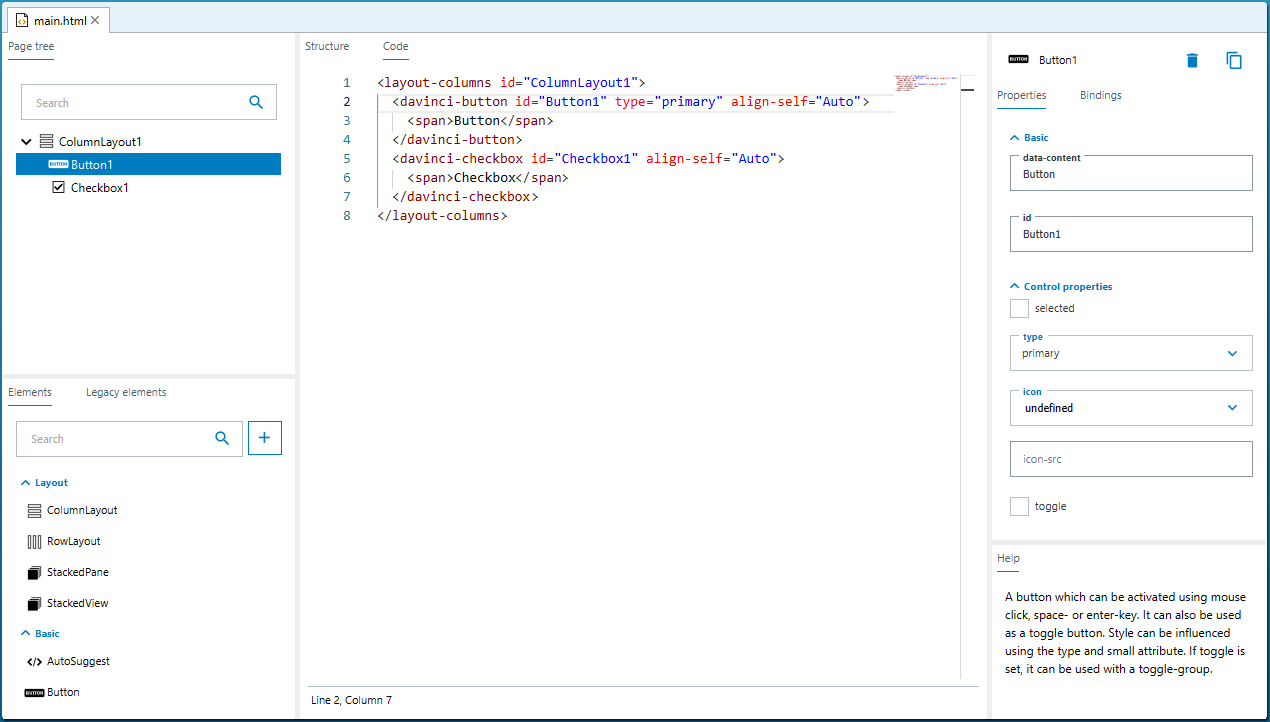 main.html
Page tree
Search
ColumnLayout1
BUTTON Button1
Checkbox1
Elements
Legacy elements
Search
Layout
ColumnLayout
RowLayout
StackedPane
StackedView
Basic
</> AutoSuggest
BUTTON Button
Structure
Code
1 <layout-columns id="ColumnLayout1">
2 <davinci-button id="Button1" type="primary" align-self="Auto">
3 <span>Button</span>
4 </davinci-button>
5 <davinci-checkbox id="Checkbox1" align-self="Auto">
6 <span>Checkbox</span>
7 </davinci-checkbox>
8 </layout-columns>
Line 2, Column 7
BUTTON Button1
Properties
Bindings
Basic
data-content
Button
id
Button1
Control properties
selected
type
primary
icon
undefined
icon-src
toggle
Help
A button which can be activated using mouse
click, space- or enter-key. It can also be used
as a toggle button. Style can be influenced
using the type and small attribute. If toggle is
set, it can be used with a toggle-group.